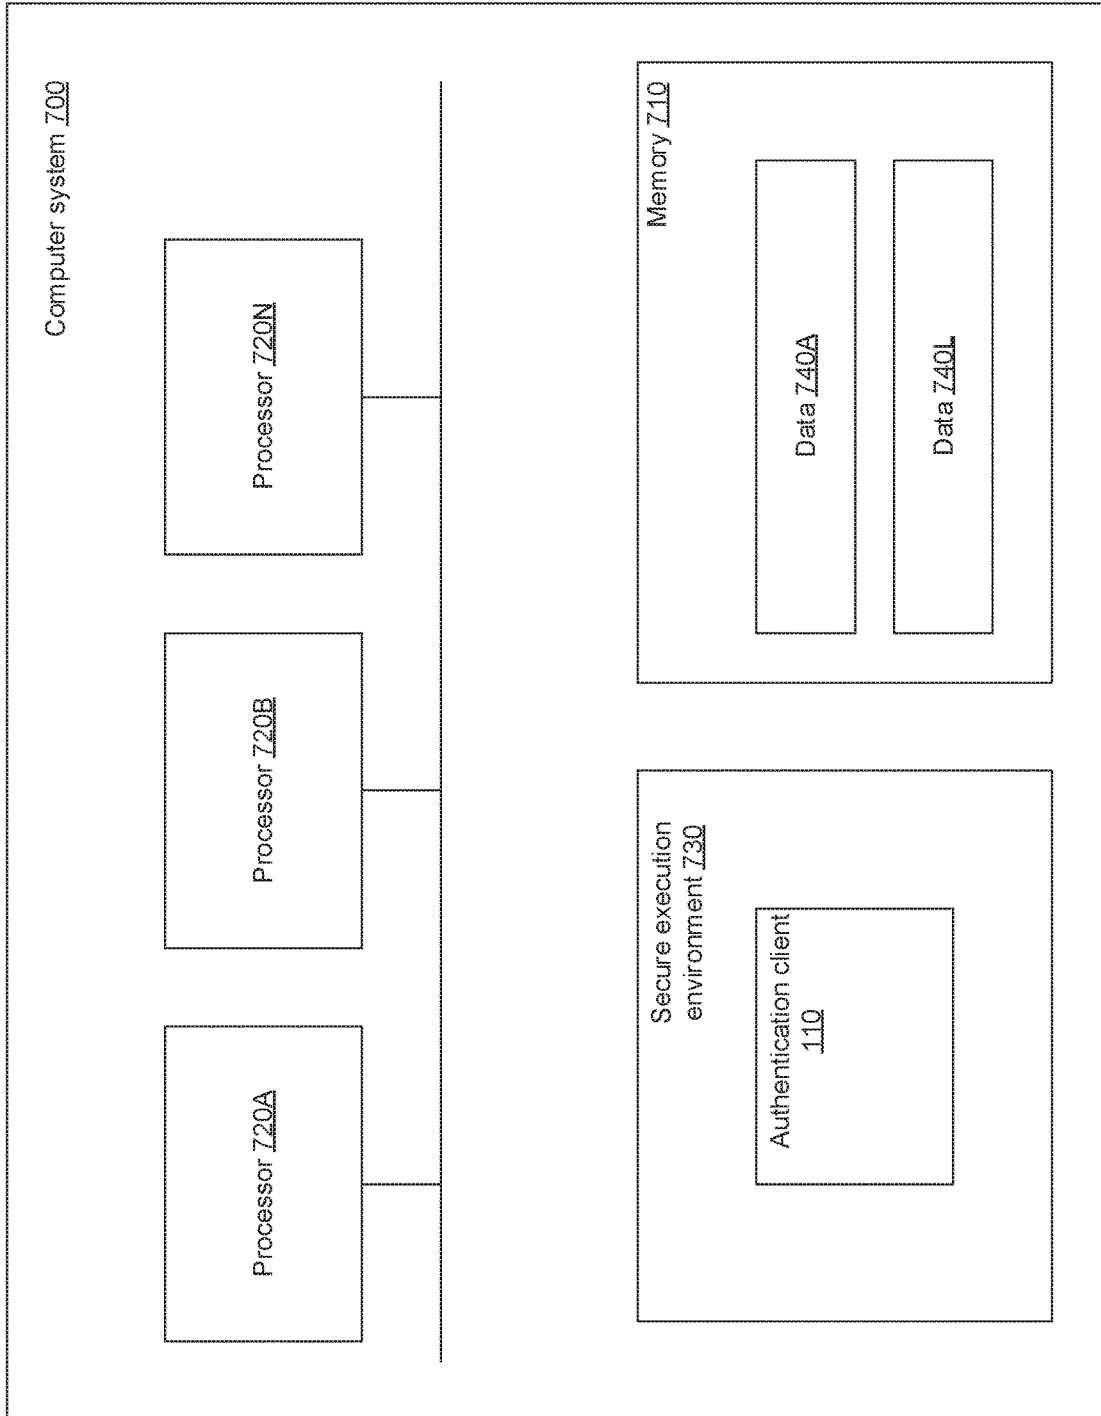 Computer system 700
Processor 720A
Processor 720B
Processor 720N
Secure execution
environment 730
Authentication client
110
Memory 710
Data 740A
Data 740L